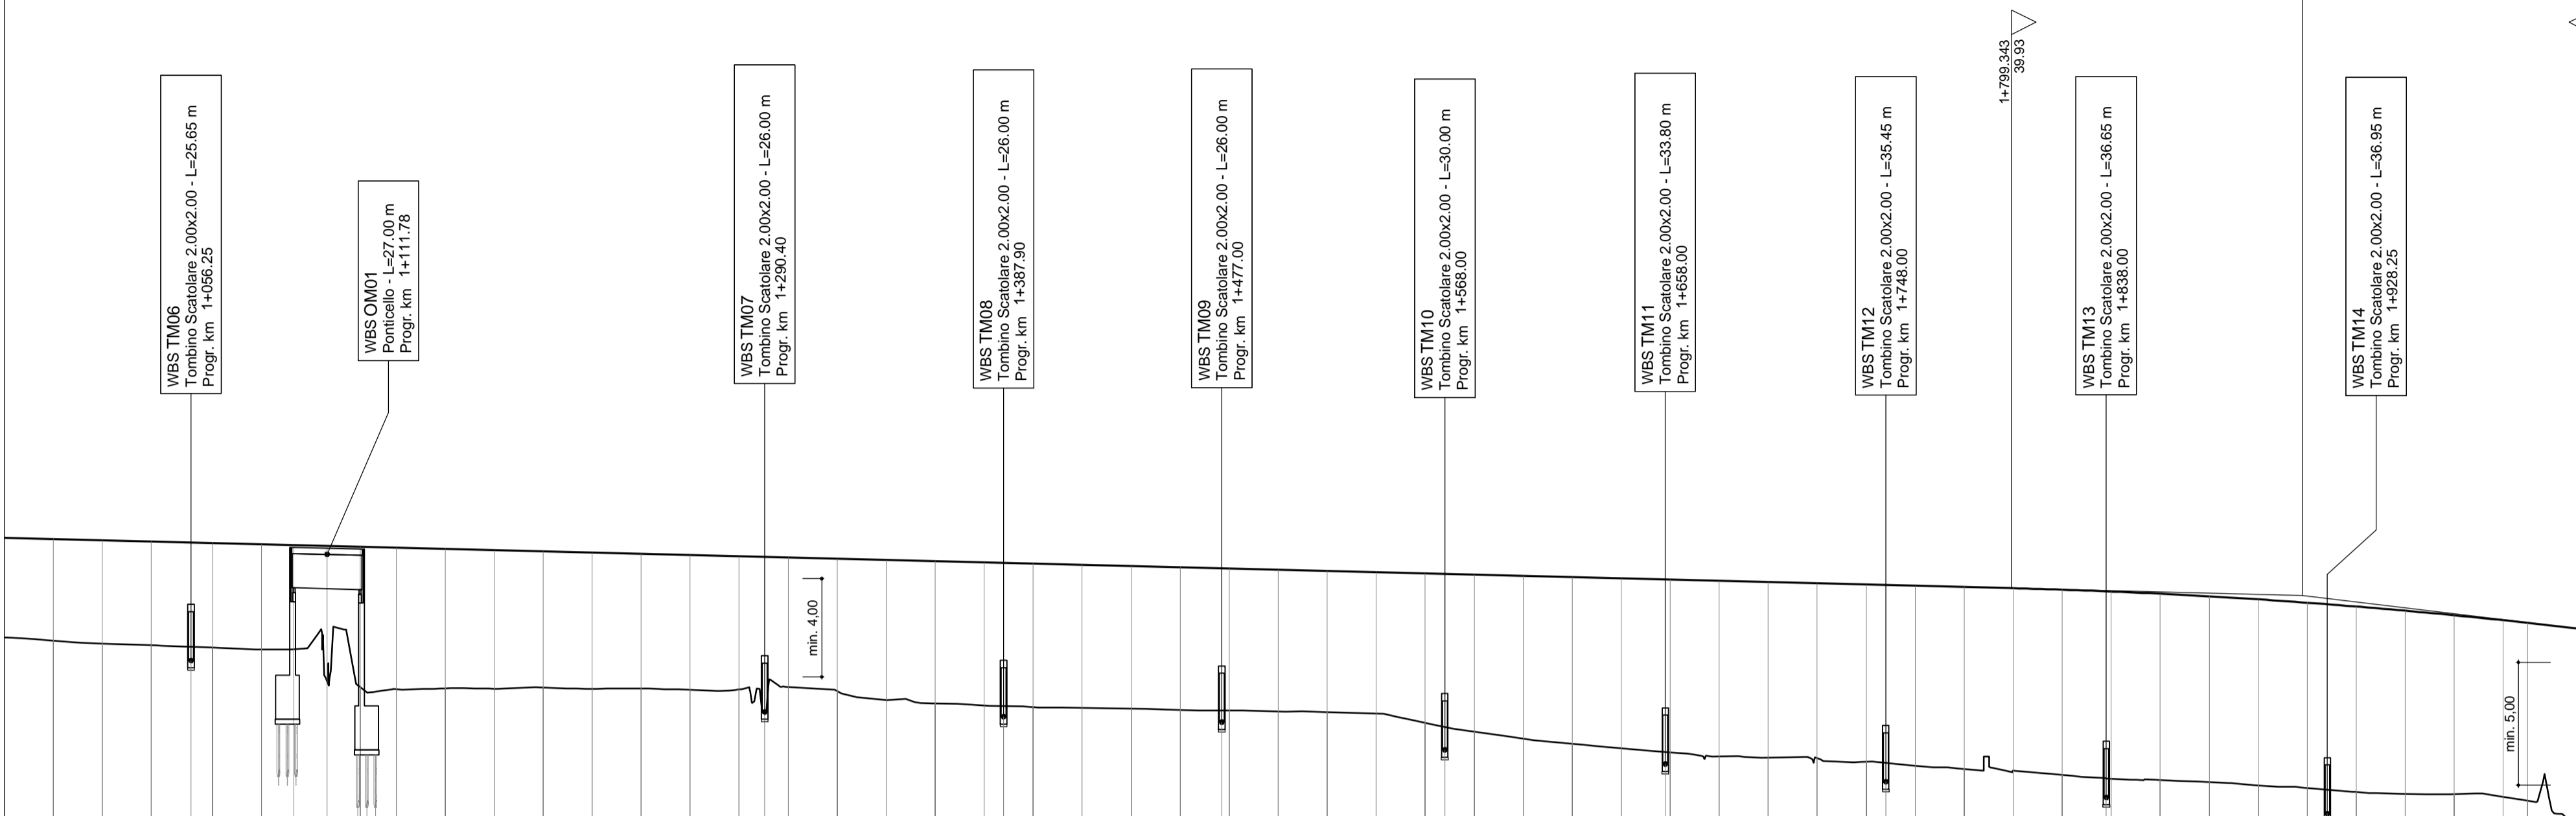 WBS TM06
Tombino Scatolare 2.00x2.00 - L=25.65 m
Progr. km 1+056.25
WBS OM01
Ponticello - L=27.00 m
Progr. km 1+111.78
WBS TM07
Tombino Scatolare 2.00x2.00 - L=26.00 m
Progr. km 1+290.40
min. 4,00
WBS TM08
Tombino Scatolare 2.00x2.00 - L=26.00 m
Progr. km 1+387.90
WBS TM09
Tombino Scatolare 2.00x2.00 - L=26.00 m
Progr. km 1+477.00
WBS TM10
Tombino Scatolare 2.00x2.00 - L=30.00 m
Progr. km 1+568.00
WBS TM11
Tombino Scatolare 2.00x2.00 - L=33.80 m
Progr. km 1+658.00
WBS TM12
Tombino Scatolare 2.00x2.00 - L=35.45 m
Progr. km 1+748.00
1+799.343
39.93
WBS TM13
Tombino Scatolare 2.00x2.00 - L=36.65 m
Progr. km 1+838.00
WBS TM14
Tombino Scatolare 2.00x2.00 - L=36.95 m
Progr. km 1+928.25
min. 5,00